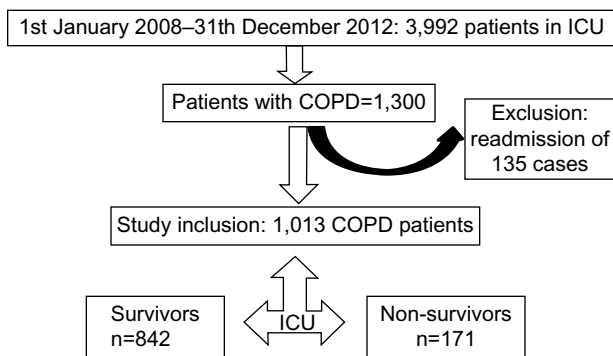 1st January 2008–31th December 2012: 3,992 patients in ICU
Patients with COPD=1,300
Exclusion:
readmission of
135 cases
Study inclusion: 1,013 COPD patients
Survivors
n=842
ICU
Non-survivors
n=171